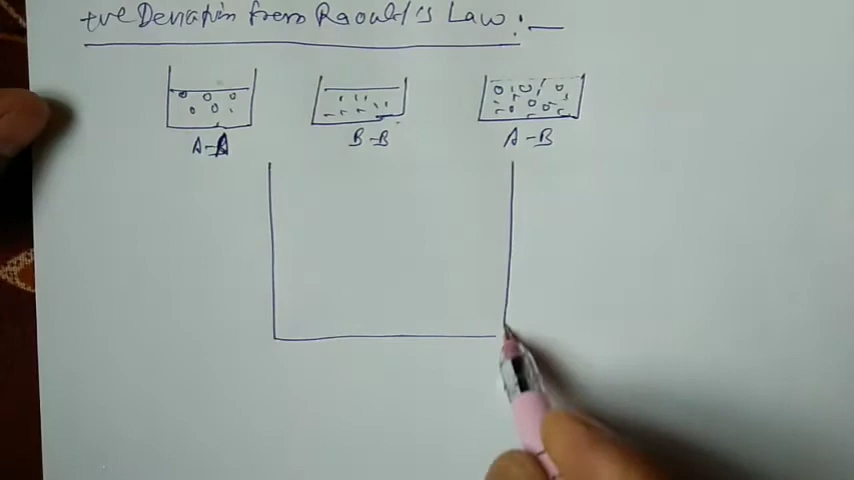 +ve Deviation from Raoult's Law :—
A-A B-B A-B